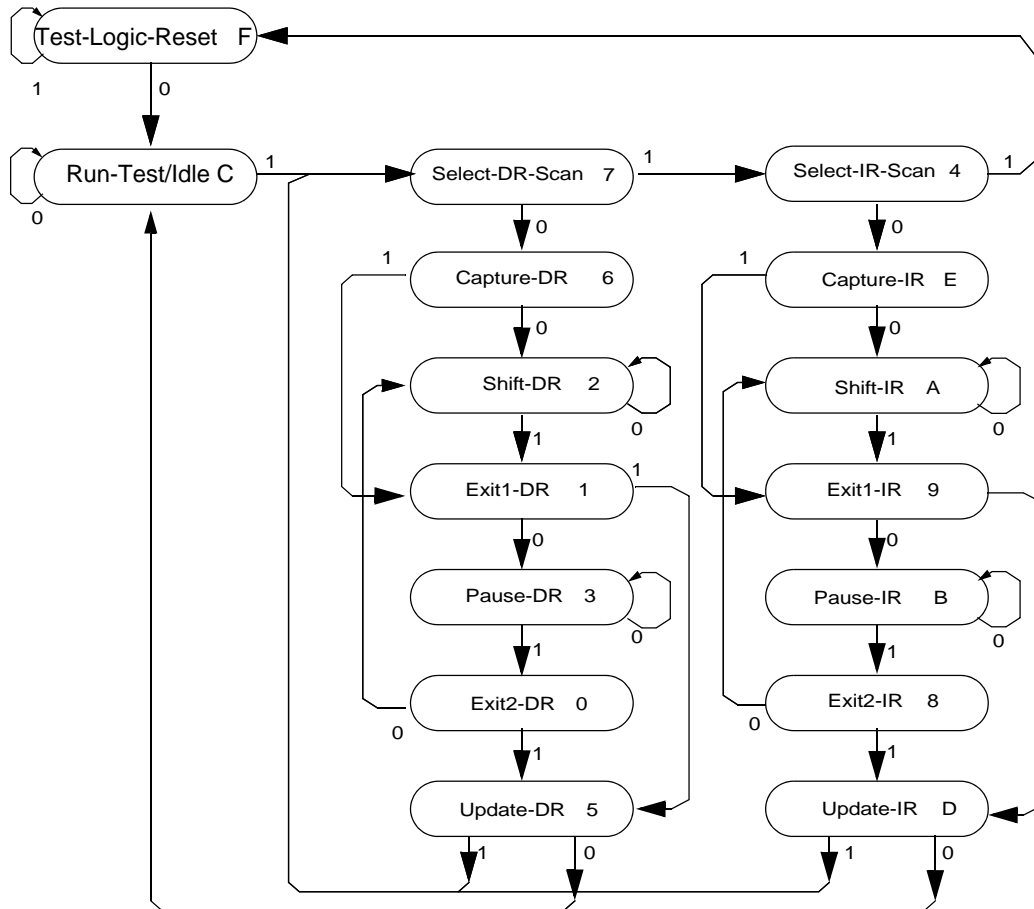 Test-Logic-Reset F
1 0
Run-Test/Idle C
1
0
Select-DR-Scan 7
1
Select-IR-Scan 4
1
0
0
1
Capture-DR 6
1
Capture-IR E
0
0
Shift-DR 2
0
Shift-IR A
0
1
1
Exit1-DR 1
1
Exit1-IR 9
0
0
Pause-DR 3
0
Pause-IR B
0
1
1
Exit2-DR 0
0
Exit2-IR 8
0
1
1
Update-DR 5
Update-IR D
1 0
1 0